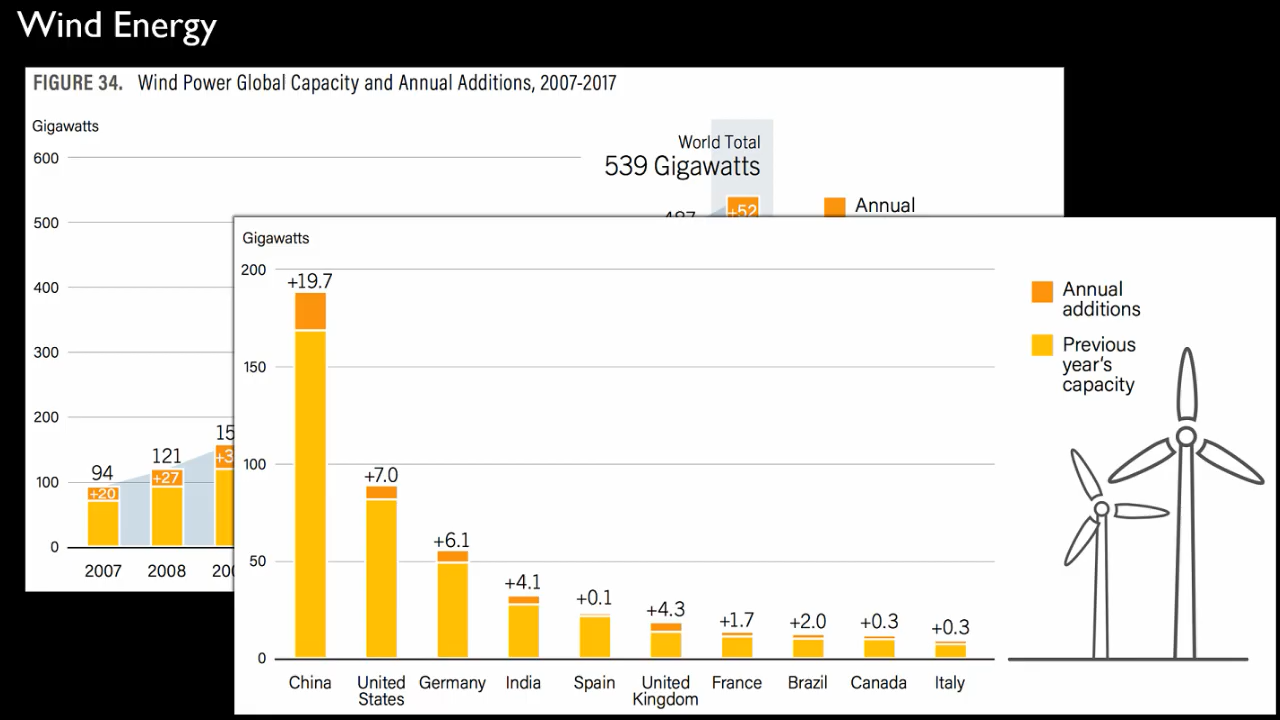 Wind Energy
FIGURE 34. Wind Power Global Capacity and Annual Additions, 2007-2017
Gigawatts
World Total
539 Gigawatts
600
500
400
300
200
100
0
+52
Annual
94
+20
121
+27
2007
2008
Gigawatts
200
150
100
50
0
+19.7
+7.0
+6.1
+4.1
+0.1
+4.3
+1.7
+2.0
+0.3
+0.3
China
United
States
Germany
India
Spain
United
Kingdom
France
Brazil
Canada
Italy
Annual
additions
Previous
year's
capacity